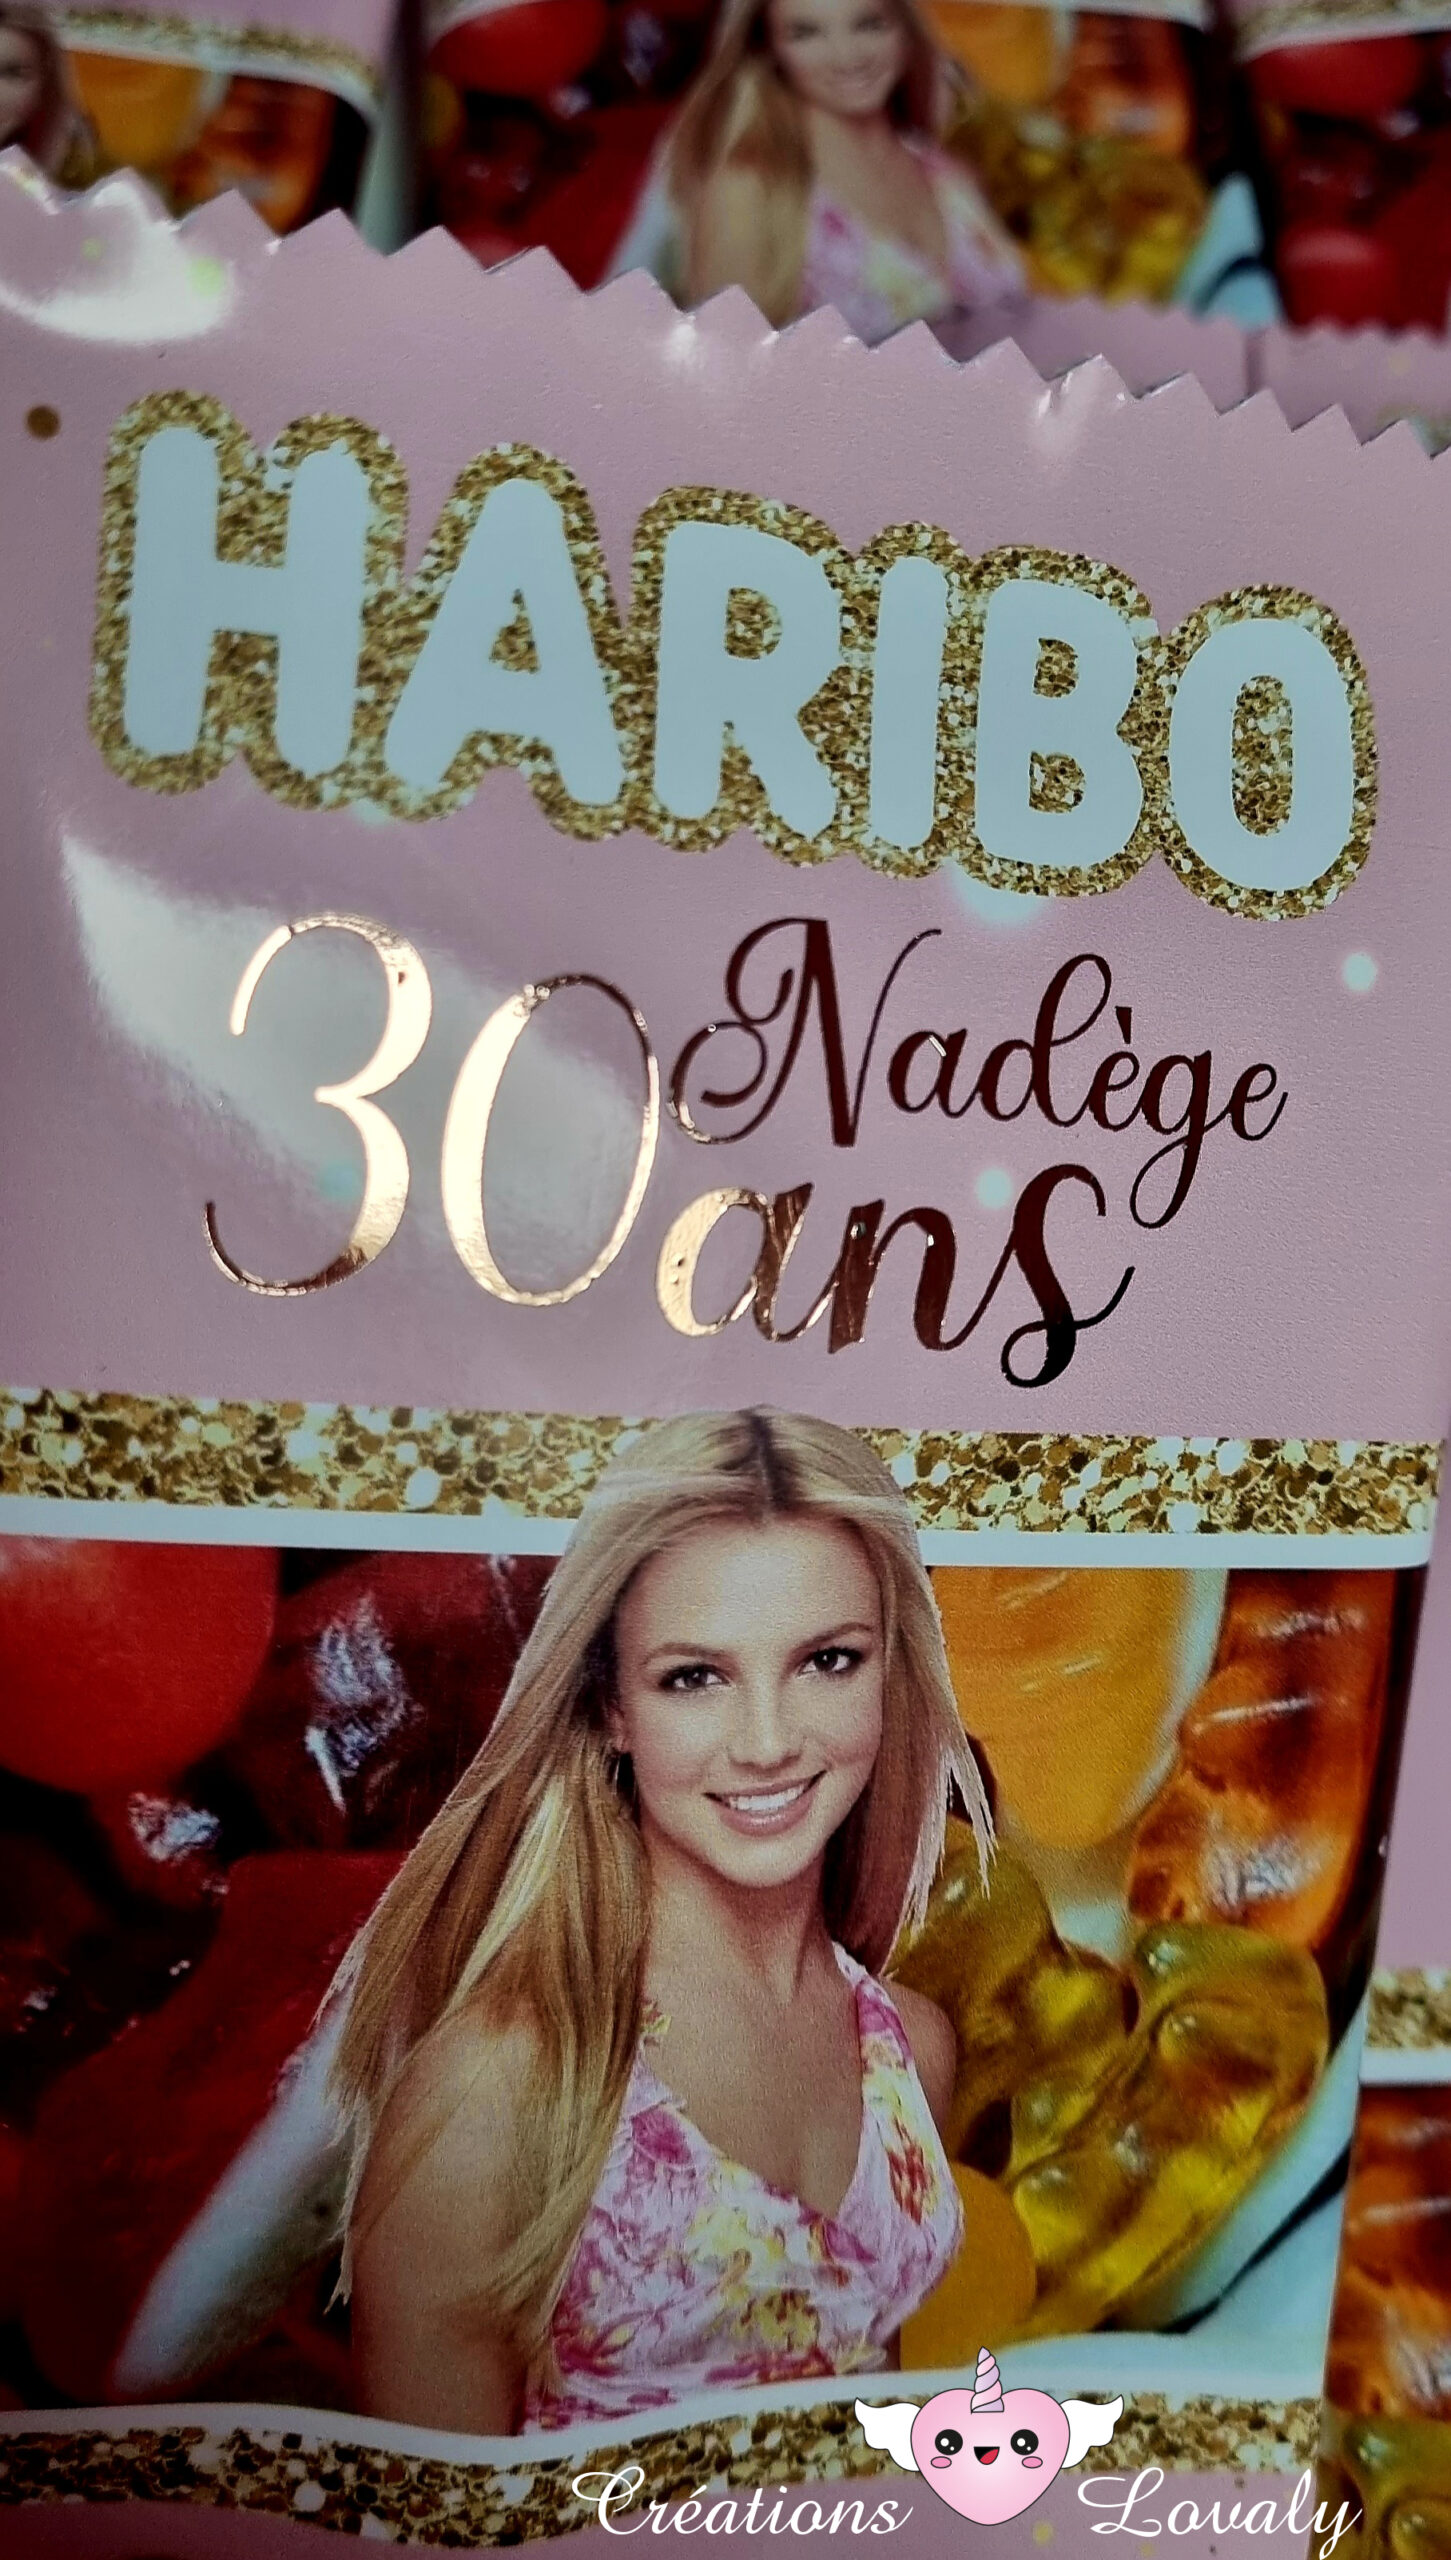 HARIBO
30 Nadège
ans
Créations Lovaly